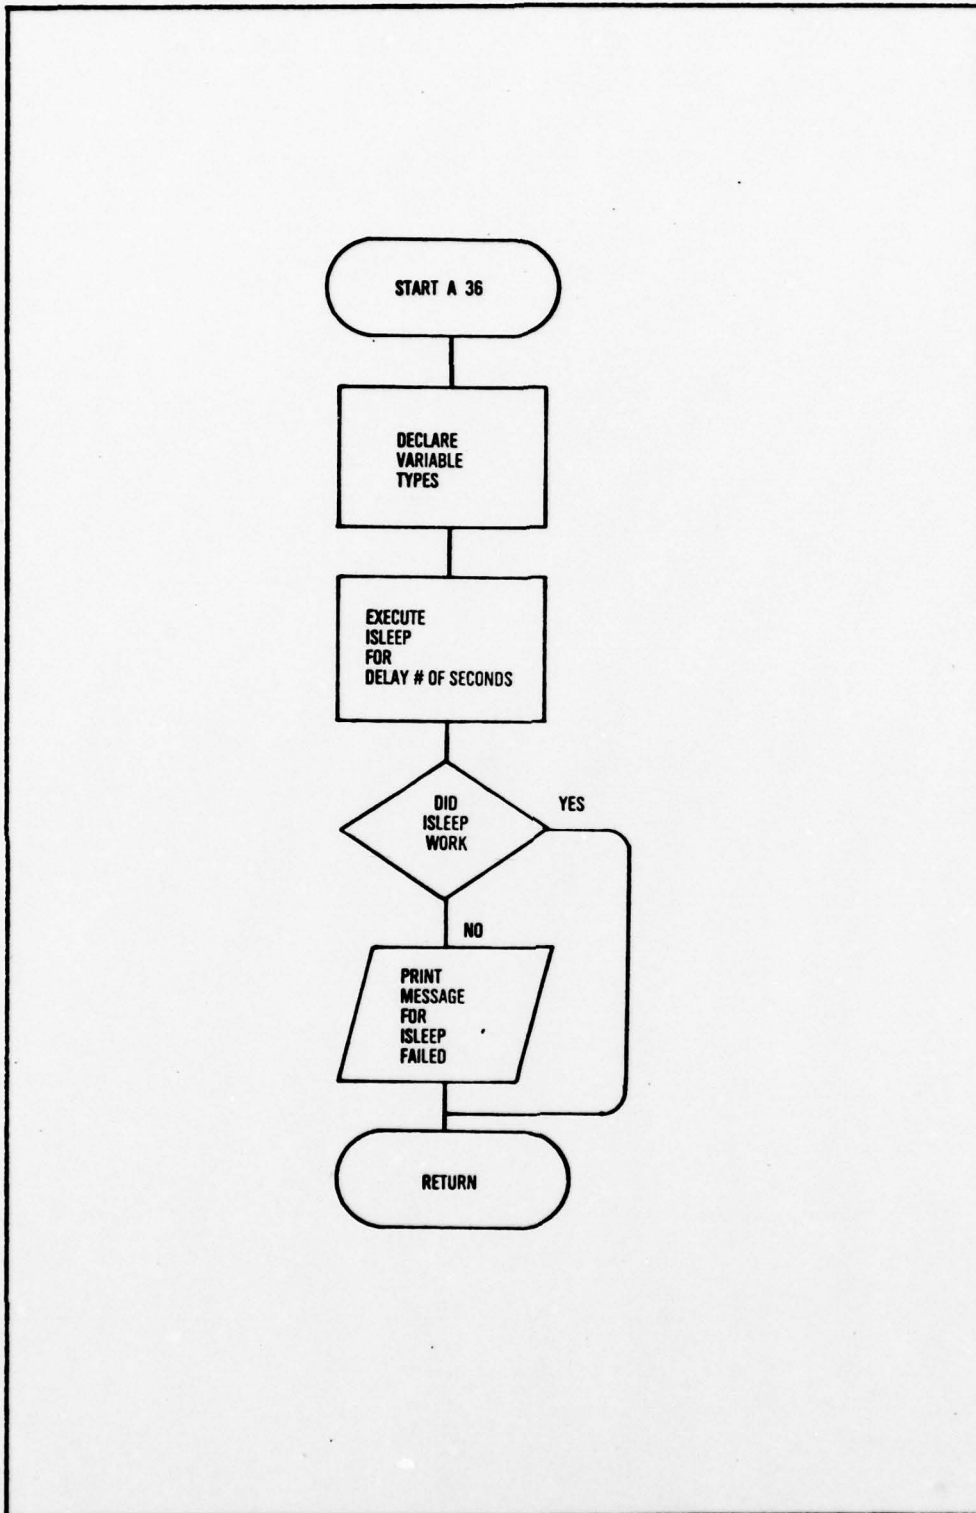 START A 36
DECLARE
VARIABLE
TYPES
EXECUTE
ISLEEP
FOR
DELAY # OF SECONDS
DID
ISLEEP
WORK
YES
NO
PRINT
MESSAGE
FOR
ISLEEP
FAILED
RETURN